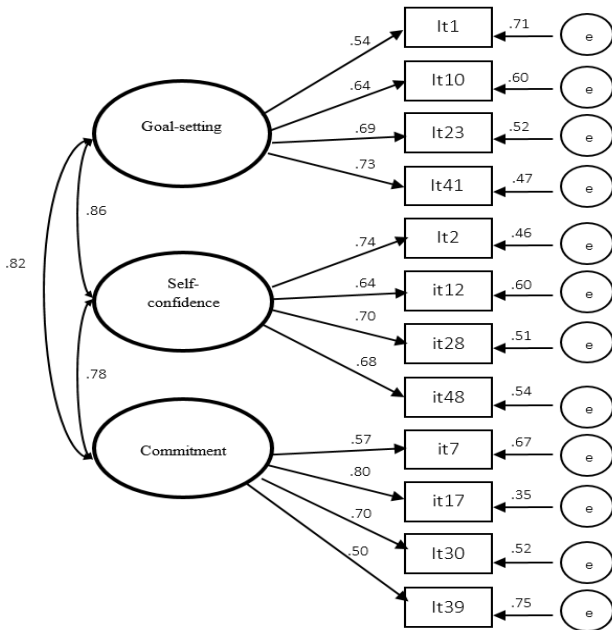 It1
.71
e
.54
It10
.60
e
.64
Goal-setting
It23
.52
e
.69
It41
.47
e
.73
.86
It2
.46
e
.74
.82
Self-
confidence
it12
.60
e
.64
it28
.51
e
.70
it48
.54
e
.68
.78
Commitment
it7
.67
e
.57
it17
.35
e
.80
It30
.52
e
.70
It39
.75
e
.50